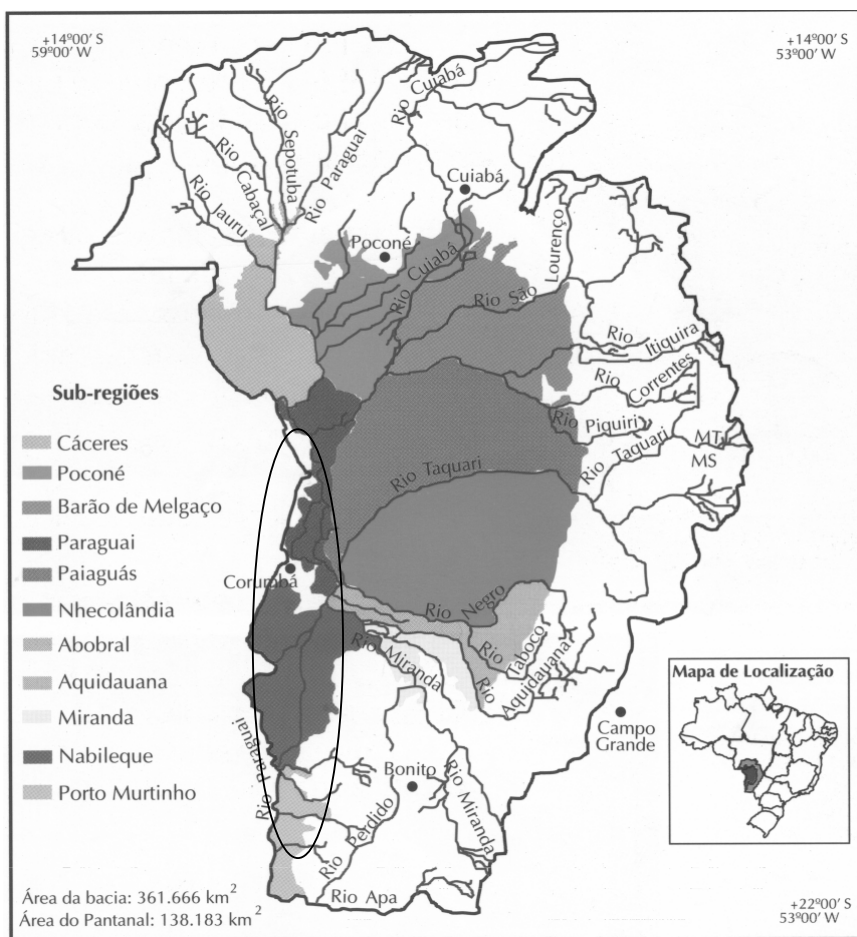 +14º00' S
59º00' W
+14º00' S
53º00' W
Rio Cuiabá
Rio Sepotuba
Rio Paraguai
Rio Cabaçal
Rio Jauru
Cuiabá
Poconé
Rio Cuiabá
Lourenço
Rio São
Rio Itiquira
Rio Correntes
Rio Piquiri
Rio Taquari
MT
MS
Rio Taquari
Sub-regiões
Cáceres
Poconé
Barão de Melgaço
Paraguai
Paiaguás
Nhecolândia
Abobral
Aquidauana
Miranda
Nabileque
Porto Murtinho
Corumbá
Rio Negro
Rio Taboco
Rio Aquidauana
Rio Miranda
Mapa de Localização
Campo
Grande
Rio Paraguai
Bonito
Rio Miranda
Rio Perdido
Rio Apa
Área da bacia: 361.666 km²
Área do Pantanal: 138.183 km²
+22º00' S
53º00' W